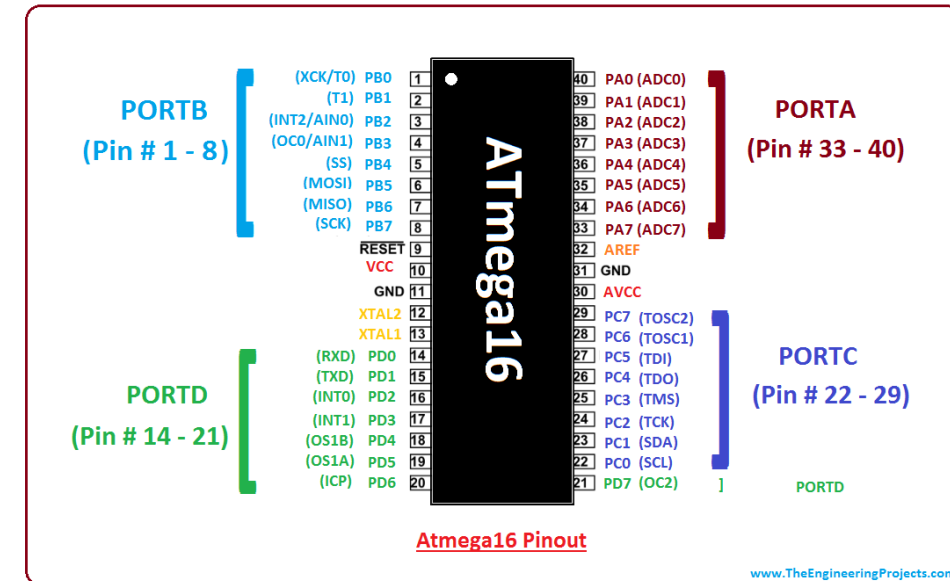 (XCK/T0) PB0 1 40 PA0 (ADC0)
(T1) PB1 2 39 PA1 (ADC1)
PORTB (INT2/AIN0) PB2 3 38 PA2 (ADC2) PORTA
(Pin # 1 - 8) (OC0/AIN1) PB3 4 37 PA3 (ADC3) (Pin # 33 - 40)
(SS) PB4 5 36 PA4 (ADC4)
(MOSI) PB5 6 35 PA5 (ADC5)
(MISO) PB6 7 34 PA6 (ADC6)
(SCK) PB7 8 33 PA7 (ADC7)
RESET 9 32 AREF
VCC 10 31 GND
GND 11 30 AVCC
XTAL2 12 29 PC7 (TOSC2)
XTAL1 13 28 PC6 (TOSC1)
(RXD) PD0 14 27 PC5 (TDI) PORTC
(TXD) PD1 15 26 PC4 (TDO)
PORTD (INT0) PD2 16 25 PC3 (TMS) (Pin # 22 - 29)
(INT1) PD3 17 24 PC2 (TCK)
(Pin # 14 - 21) (OS1B) PD4 18 23 PC1 (SDA)
(OS1A) PD5 19 22 PC0 (SCL)
(ICP) PD6 20 21 PD7 (OC2) ] PORTD
ATmega16
Atmega16 Pinout
www.TheEngineeringProjects.com